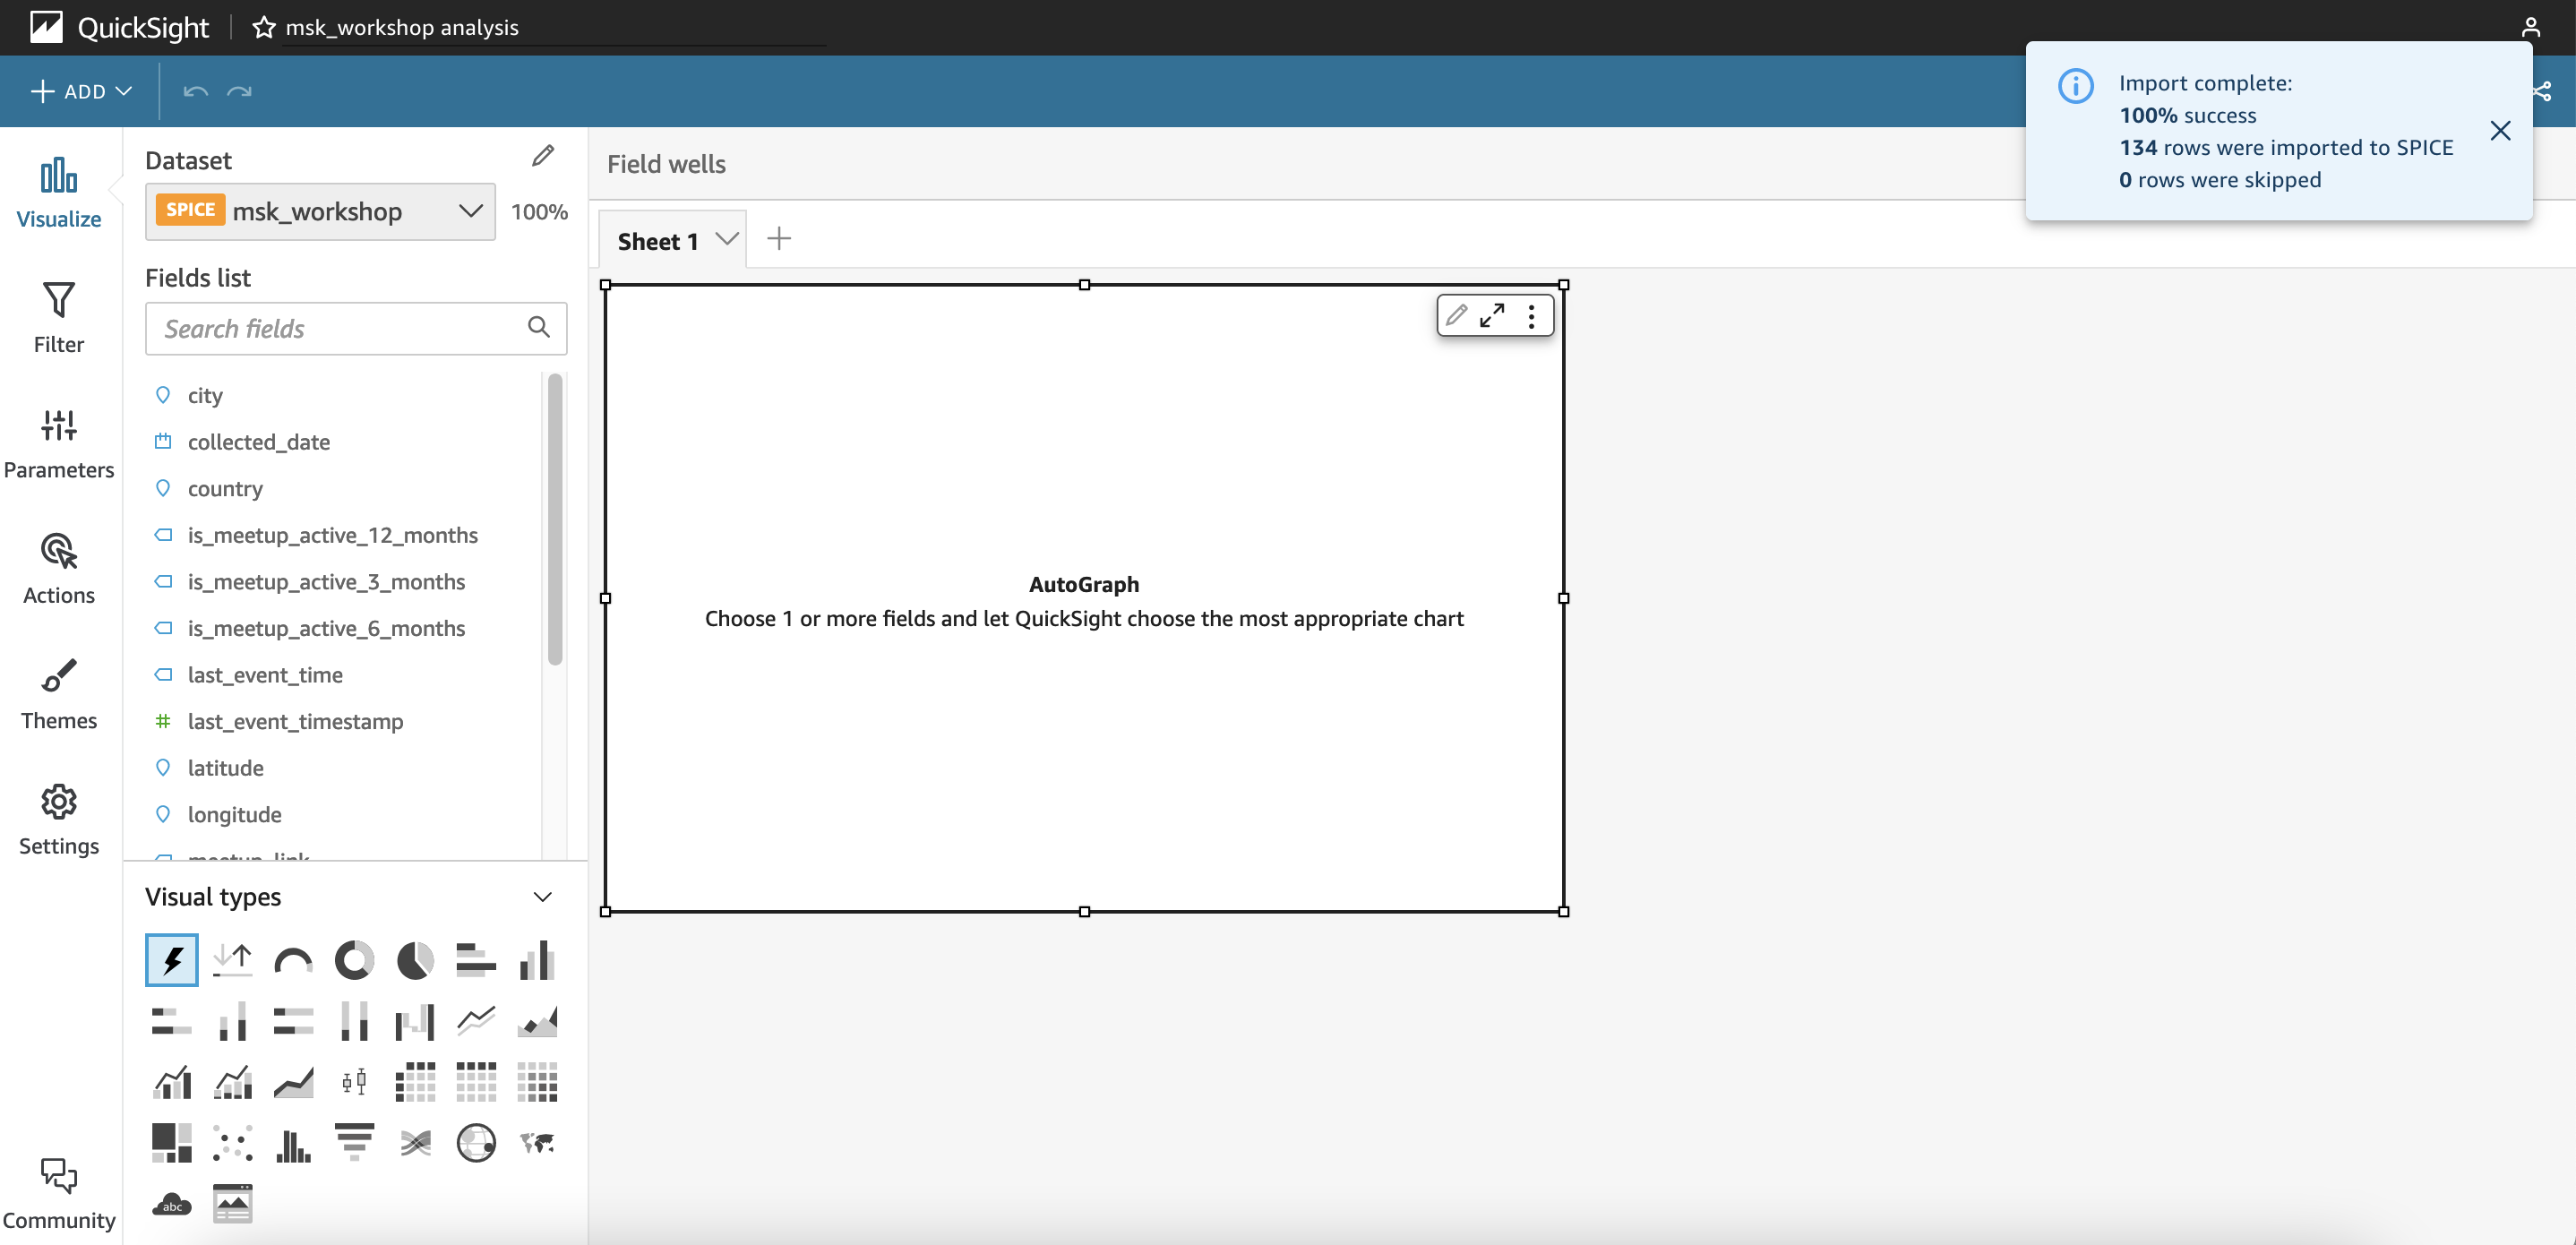 QuickSight
msk_workshop analysis
ADD
Import complete:
100% success
134 rows were imported to SPICE
0 rows were skipped
Visualize
Filter
Parameters
Actions
Themes
Settings
Community
Dataset
SPICE msk_workshop
100%
Fields list
Search fields
city
collected_date
country
is_meetup_active_12_months
is_meetup_active_3_months
is_meetup_active_6_months
last_event_time
last_event_timestamp
latitude
longitude
meetup_link
Visual types
abc
Field wells
Sheet 1
AutoGraph
Choose 1 or more fields and let QuickSight choose the most appropriate chart